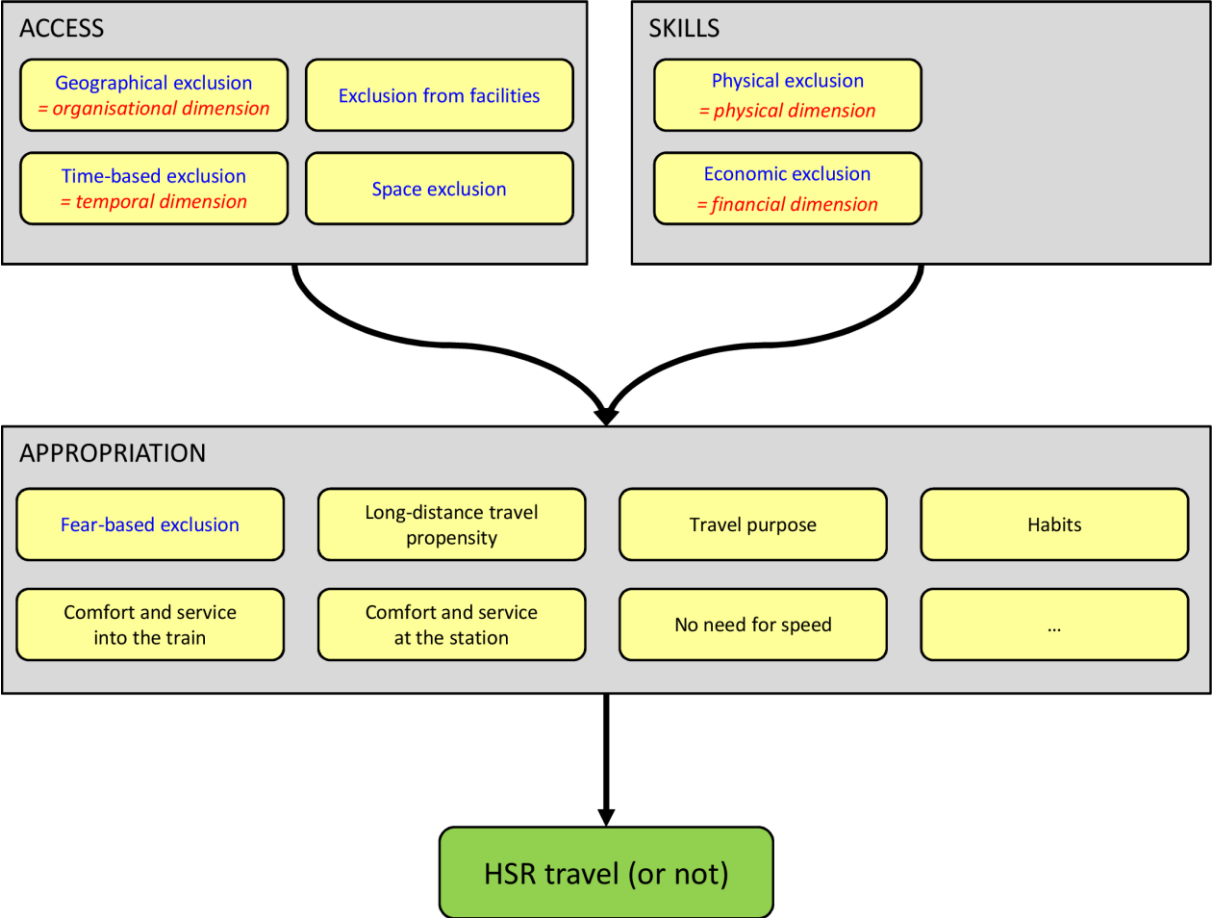 ACCESS
Geographical exclusion
= organisational dimension
Exclusion from facilities
Time-based exclusion
= temporal dimension
Space exclusion
SKILLS
Physical exclusion
= physical dimension
Economic exclusion
= financial dimension
APPROPRIATION
Fear-based exclusion
Long-distance travel
propensity
Travel purpose
Habits
Comfort and service
into the train
Comfort and service
at the station
No need for speed
...
HSR travel (or not)